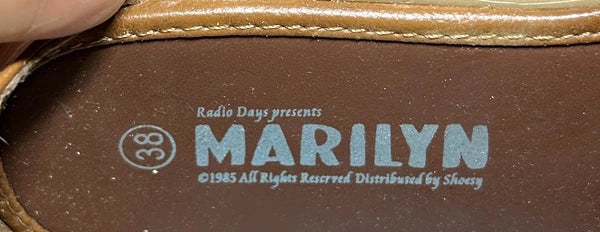 Radio Days presents
38
MARILYN
©1985 All Rights Reserved Distributed by Shoesy